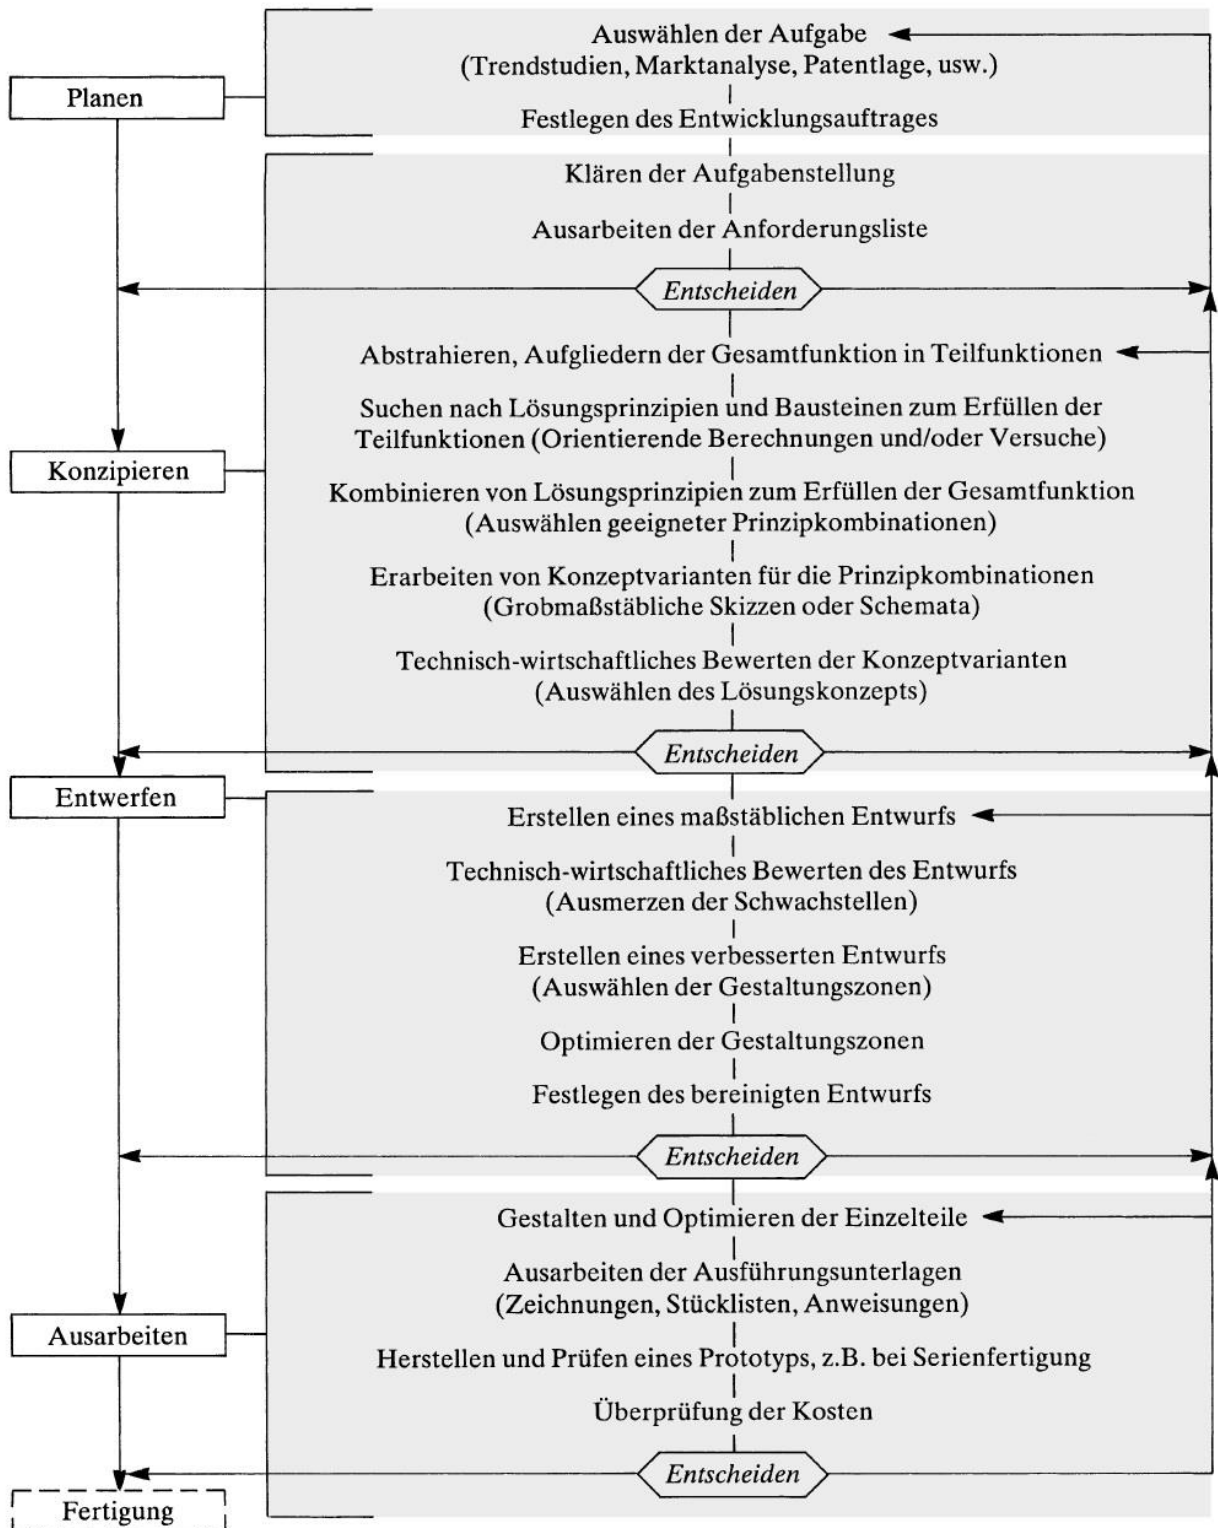 Auswählen der Aufgabe
(Trendstudien, Marktanalyse, Patentlage, usw.)
Planen
Festlegen des Entwicklungsauftrages
Klären der Aufgabenstellung
Ausarbeiten der Anforderungsliste
Entscheiden
Abstrahieren, Aufgliedern der Gesamtfunktion in Teilfunktionen
Suchen nach Lösungsprinzipien und Bausteinen zum Erfüllen der
Teilfunktionen (Orientierende Berechnungen und/oder Versuche)
Konzipieren
Kombinieren von Lösungsprinzipien zum Erfüllen der Gesamtfunktion
(Auswählen geeigneter Prinzipkombinationen)
Erarbeiten von Konzeptvarianten für die Prinzipkombinationen
(Grobmaßstäbliche Skizzen oder Schemata)
Technisch-wirtschaftliches Bewerten der Konzeptvarianten
(Auswählen des Lösungskonzepts)
Entscheiden
Entwerfen
Erstellen eines maßstäblichen Entwurfs
Technisch-wirtschaftliches Bewerten des Entwurfs
(Ausmerzen der Schwachstellen)
Erstellen eines verbesserten Entwurfs
(Auswählen der Gestaltungszonen)
Optimieren der Gestaltungszonen
Festlegen des bereinigten Entwurfs
Entscheiden
Gestalten und Optimieren der Einzelteile
Ausarbeiten der Ausführungsunterlagen
(Zeichnungen, Stücklisten, Anweisungen)
Ausarbeiten
Herstellen und Prüfen eines Prototyps, z.B. bei Serienfertigung
Überprüfung der Kosten
Entscheiden
Fertigung